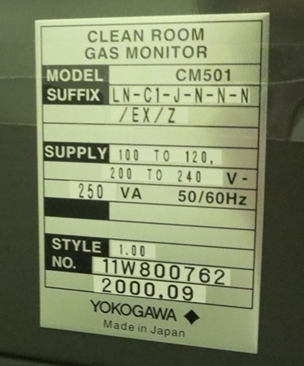 CLEAN ROOM
GAS MONITOR
MODEL CM501
SUFFIX LN-C1-J-N-N-N
/EX/Z
SUPPLY 100 TO 120,
200 TO 240 V-
250 VA 50/60Hz
STYLE 1.00
NO. 11W800762
2000.09
YOKOGAWA ◆
Made in Japan